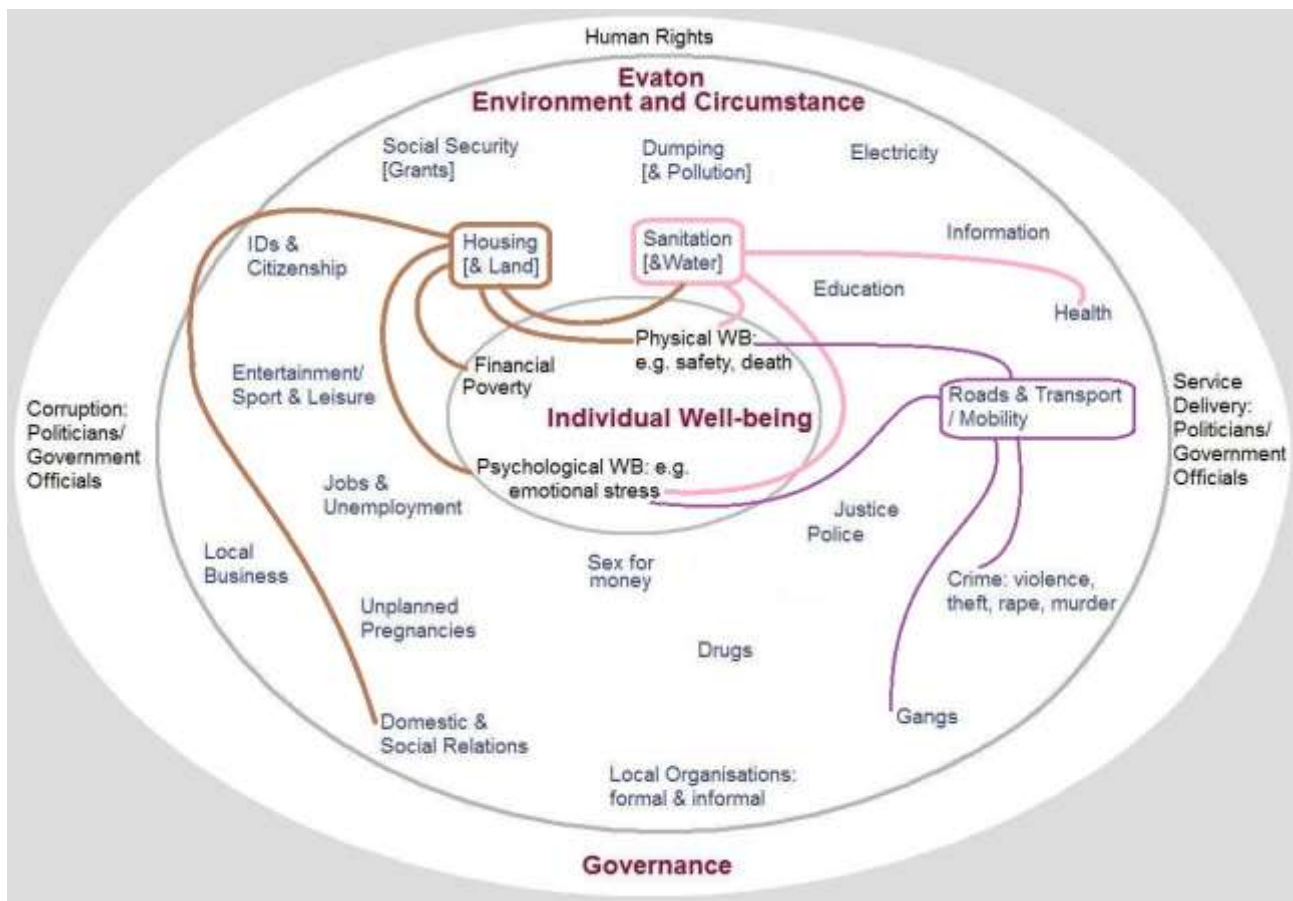 Human Rights
Evaton
Environment and Circumstance
Social Security
[Grants]
Dumping
[& Pollution]
Electricity
IDs &
Citizenship
Housing
[& Land]
Sanitation
[&Water]
Information
Education
Health
Physical WB:
e.g. safety, death
Financial
Poverty
Entertainment/
Sport & Leisure
Roads & Transport
/ Mobility
Corruption:
Politicians/
Government
Officials
Service
Delivery:
Politicians/
Government
Officials
Individual Well-being
Psychological WB: e.g.
emotional stress
Jobs &
Unemployment
Justice
Police
Local
Business
Sex for
money
Crime: violence,
theft, rape, murder
Unplanned
Pregnancies
Drugs
Domestic &
Social Relations
Gangs
Local Organisations:
formal & informal
Governance